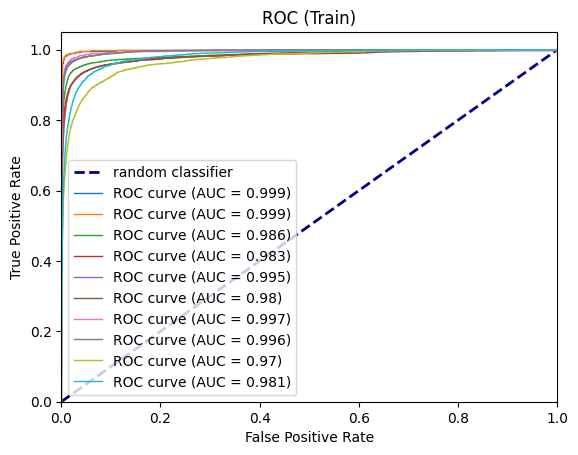 ROC (Train)
1.0
0.8
0.6
0.4
0.2
0.0
True Positive Rate
random classifier
ROC curve (AUC = 0.999)
ROC curve (AUC = 0.999)
ROC curve (AUC = 0.986)
ROC curve (AUC = 0.983)
ROC curve (AUC = 0.995)
ROC curve (AUC = 0.98)
ROC curve (AUC = 0.997)
ROC curve (AUC = 0.996)
ROC curve (AUC = 0.97)
ROC curve (AUC = 0.981)
0.0 0.2 0.4 0.6 0.8 1.0
False Positive Rate